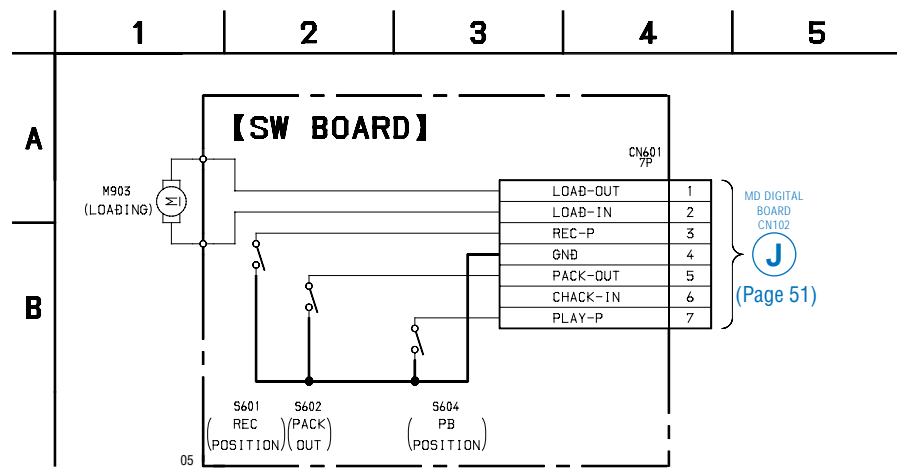 1 2 3 4 5
A
B
【SW BOARD】
CN601
7P
M903
(LOADING)
M
LOAD-OUT 1
LOAD-IN 2
REC-P 3
GND 4
PACK-OUT 5
CHACK-IN 6
PLAY-P 7
MD DIGITAL
BOARD
CN102
J
(Page 51)
S601
REC
(POSITION)
S602
(PACK
OUT)
S604
PB
(POSITION)
05